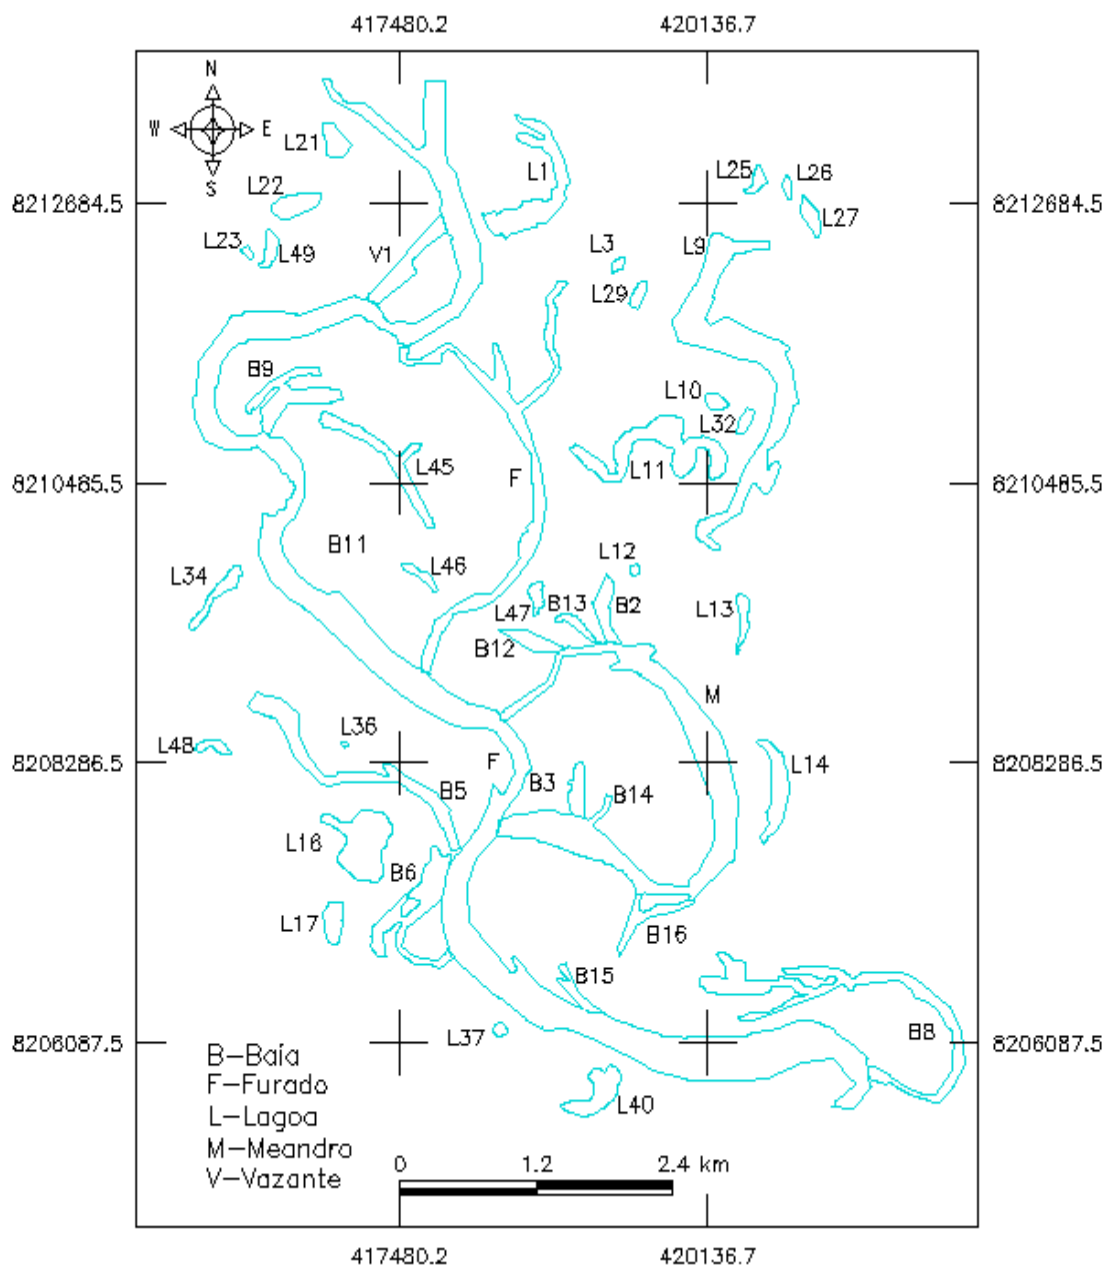 417480.2 420136.7
N
W E
S
L21
L1
L25 L26
L22
8212684.5 8212684.5
L27
L23 L49
V1
L3
L9
L29
B9
L10
L32
L45
F
L11
8210485.5 8210485.5
B11
L12
L46
L34
L47 B13 B2
L13
B12
M
L36
L48
8208286.5 8208286.5
F
B3
L14
B5
B14
L16
B6
L17
B16
B15
L37
B8
8206087.5 8206087.5
B-Baía
F-Furado
L40
L-Lagoa
M-Meandro
V-Vazante
0 1.2 2.4 km
417480.2 420136.7